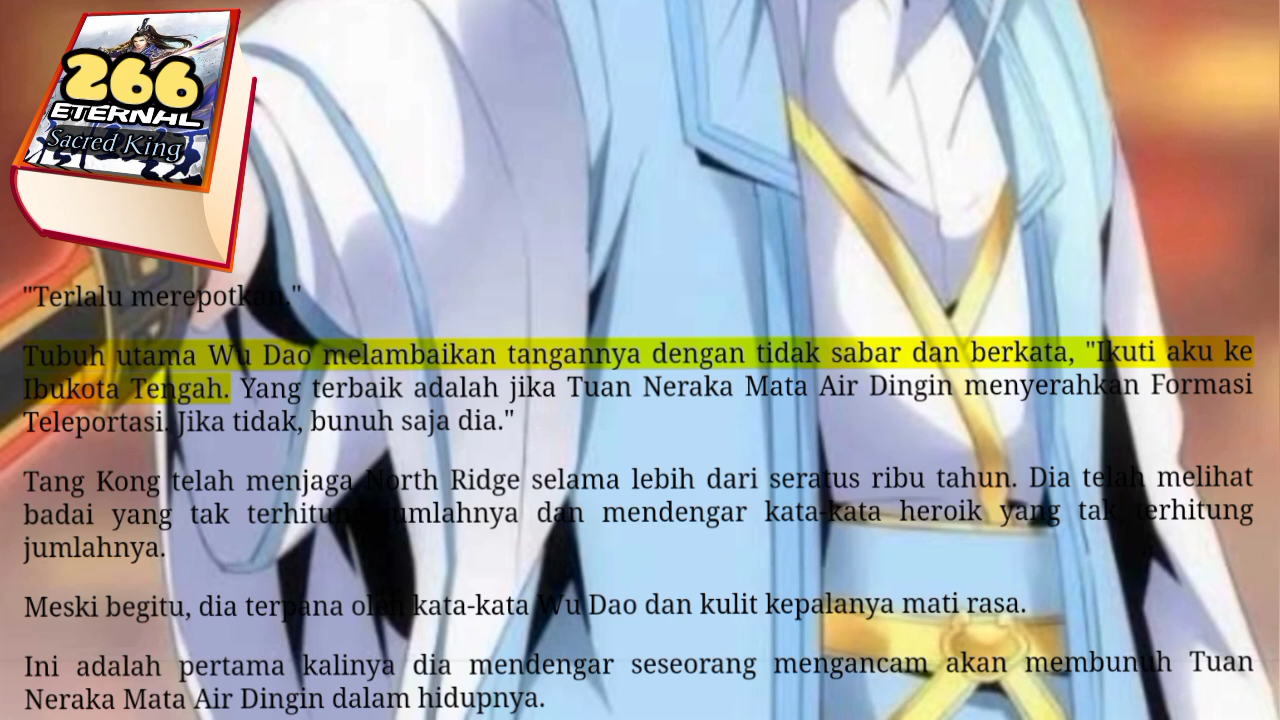 266
ETERNAL
Sacred King
"Terlalu merepotkan."
Tubuh utama Wu Dao melambaikan tangannya dengan tidak sabar dan berkata, "Ikuti aku ke
Ibukota Tengah. Yang terbaik adalah jika Tuan Neraka Mata Air Dingin menyerahkan Formasi
Teleportasi. Jika tidak, bunuh saja dia."
Tang Kong telah menjaga North Ridge selama lebih dari seratus ribu tahun. Dia telah melihat
badai yang tak terhitung jumlahnya dan mendengar kata-kata heroik yang tak terhitung
jumlahnya.
Meski begitu, dia terpana oleh kata-kata Wu Dao dan kulit kepalanya mati rasa.
Ini adalah pertama kalinya dia mendengar seseorang mengancam akan membunuh Tuan
Neraka Mata Air Dingin dalam hidupnya.